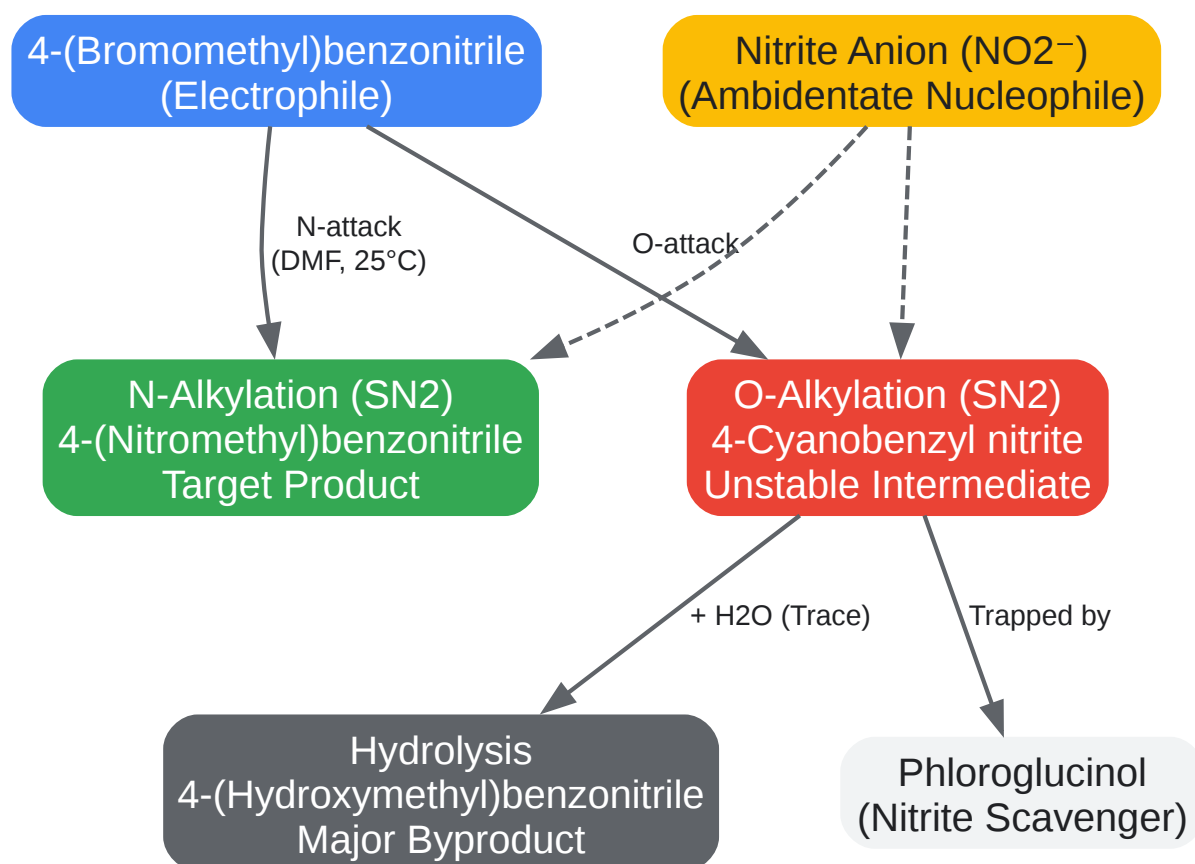 4-(Bromomethyl)benzonitrile
(Electrophile)
Nitrite Anion (NO2⁻)
(Ambidentate Nucleophile)
N-attack
(DMF, 25°C)
O-attack
N-Alkylation (SN2)
4-(Nitromethyl)benzonitrile
Target Product
O-Alkylation (SN2)
4-Cyanobenzyl nitrite
Unstable Intermediate
+ H2O (Trace)
Trapped by
Hydrolysis
4-(Hydroxymethyl)benzonitrile
Major Byproduct
Phloroglucinol
(Nitrite Scavenger)